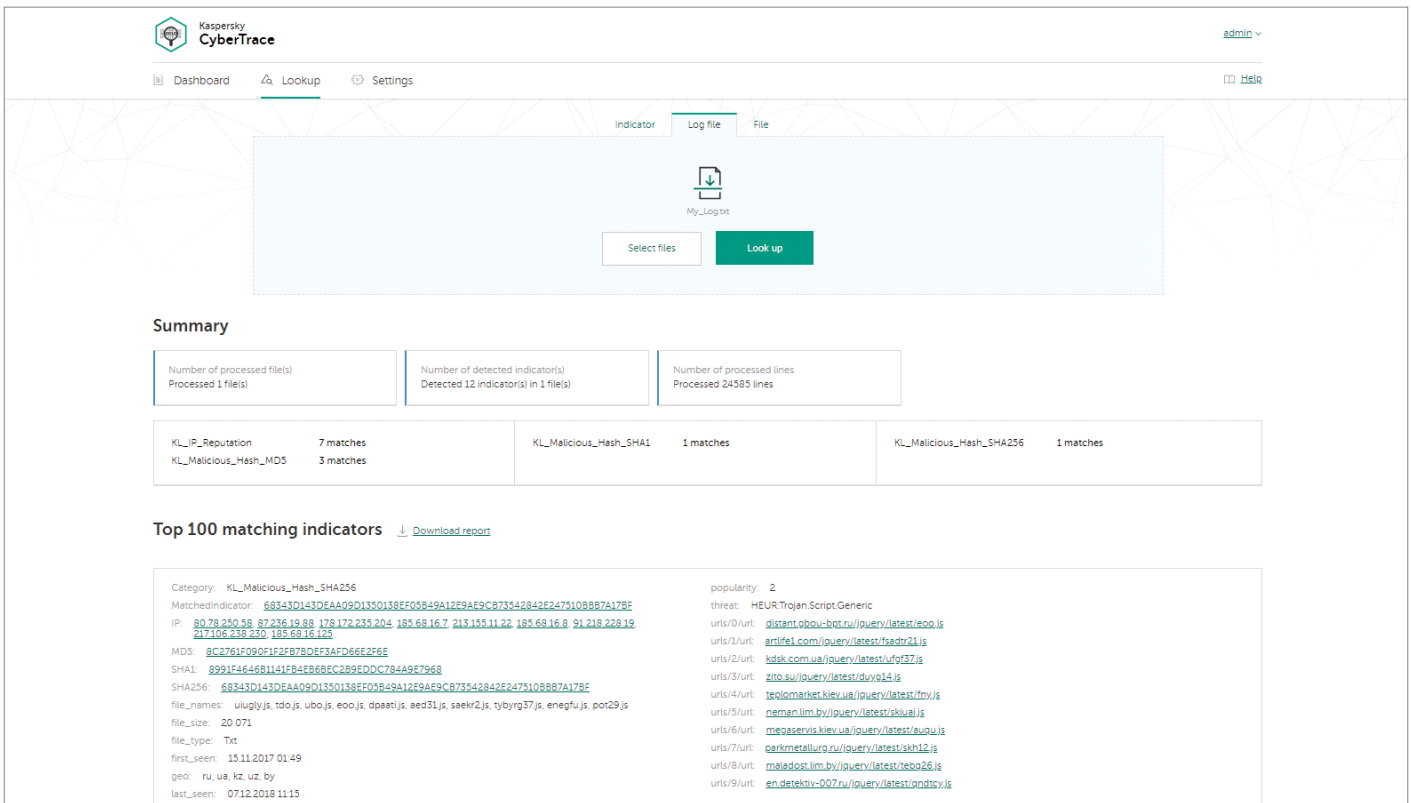 Kaspersky
CyberTrace
admin
Dashboard
Lookup
Settings
Help
Indicator
Log file
File
My_Log.txt
Select files
Look up
Summary
Number of processed file(s)
Processed 1 file(s)
Number of detected indicator(s)
Detected 12 indicator(s) in 1 file(s)
Number of processed lines
Processed 24585 lines
KL_IP_Reputation 7 matches
KL_Malicious_Hash_MD5 3 matches
KL_Malicious_Hash_SHA1 1 matches
KL_Malicious_Hash_SHA256 1 matches
Top 100 matching indicators
Download report
Category: KL_Malicious_Hash_SHA256
MatchedIndicator: 68343D143DEAA09D1350138EF05B49A12E9AE9CB73542842E247510BBB7A17BF
IP: 80.78.250.58, 87.236.19.88, 178.172.235.204, 185.68.16.7, 213.155.11.22, 185.68.16.8, 91.218.228.19,
217.106.238.230, 185.68.16.125
MD5: 8C2761F090F1F2FB7BDEF3AFD66E2F6E
SHA1: 8991F4646B1141FB4EB6BEC2B9EDDC784A9E7968
SHA256: 68343D143DEAA09D1350138EF05B49A12E9AE9CB73542842E247510BBB7A17BF
file_names: uiugly.js, tdo.js, ubo.js, eoo.js, dpaati.js, aed31.js, saekr2.js, tybyrg37.js, enegfu.js, pot29.js
file_size: 20 071
file_type: Txt
first_seen: 15.11.2017 01:49
geo: ru, ua, kz, uz, by
last_seen: 07.12.2018 11:15
popularity: 2
threat: HEUR:Trojan.Script.Generic
urls/0/url: distant.gbou-bpt.ru/jquery/latest/eoo.js
urls/1/url: artlife1.com/jquery/latest/fsadtr21.js
urls/2/url: kdsk.com.ua/jquery/latest/ufgf37.js
urls/3/url: zito.su/jquery/latest/duyg14.js
urls/4/url: teplomarket.kiev.ua/jquery/latest/fny.js
urls/5/url: neman.lim.by/jquery/latest/skiuai.js
urls/6/url: megaservis.kiev.ua/jquery/latest/auqu.js
urls/7/url: parkmetallurg.ru/jquery/latest/skh12.js
urls/8/url: maladost.lim.by/jquery/latest/tebq26.js
urls/9/url: en.detektiv-007.ru/jquery/latest/qndtcy.js